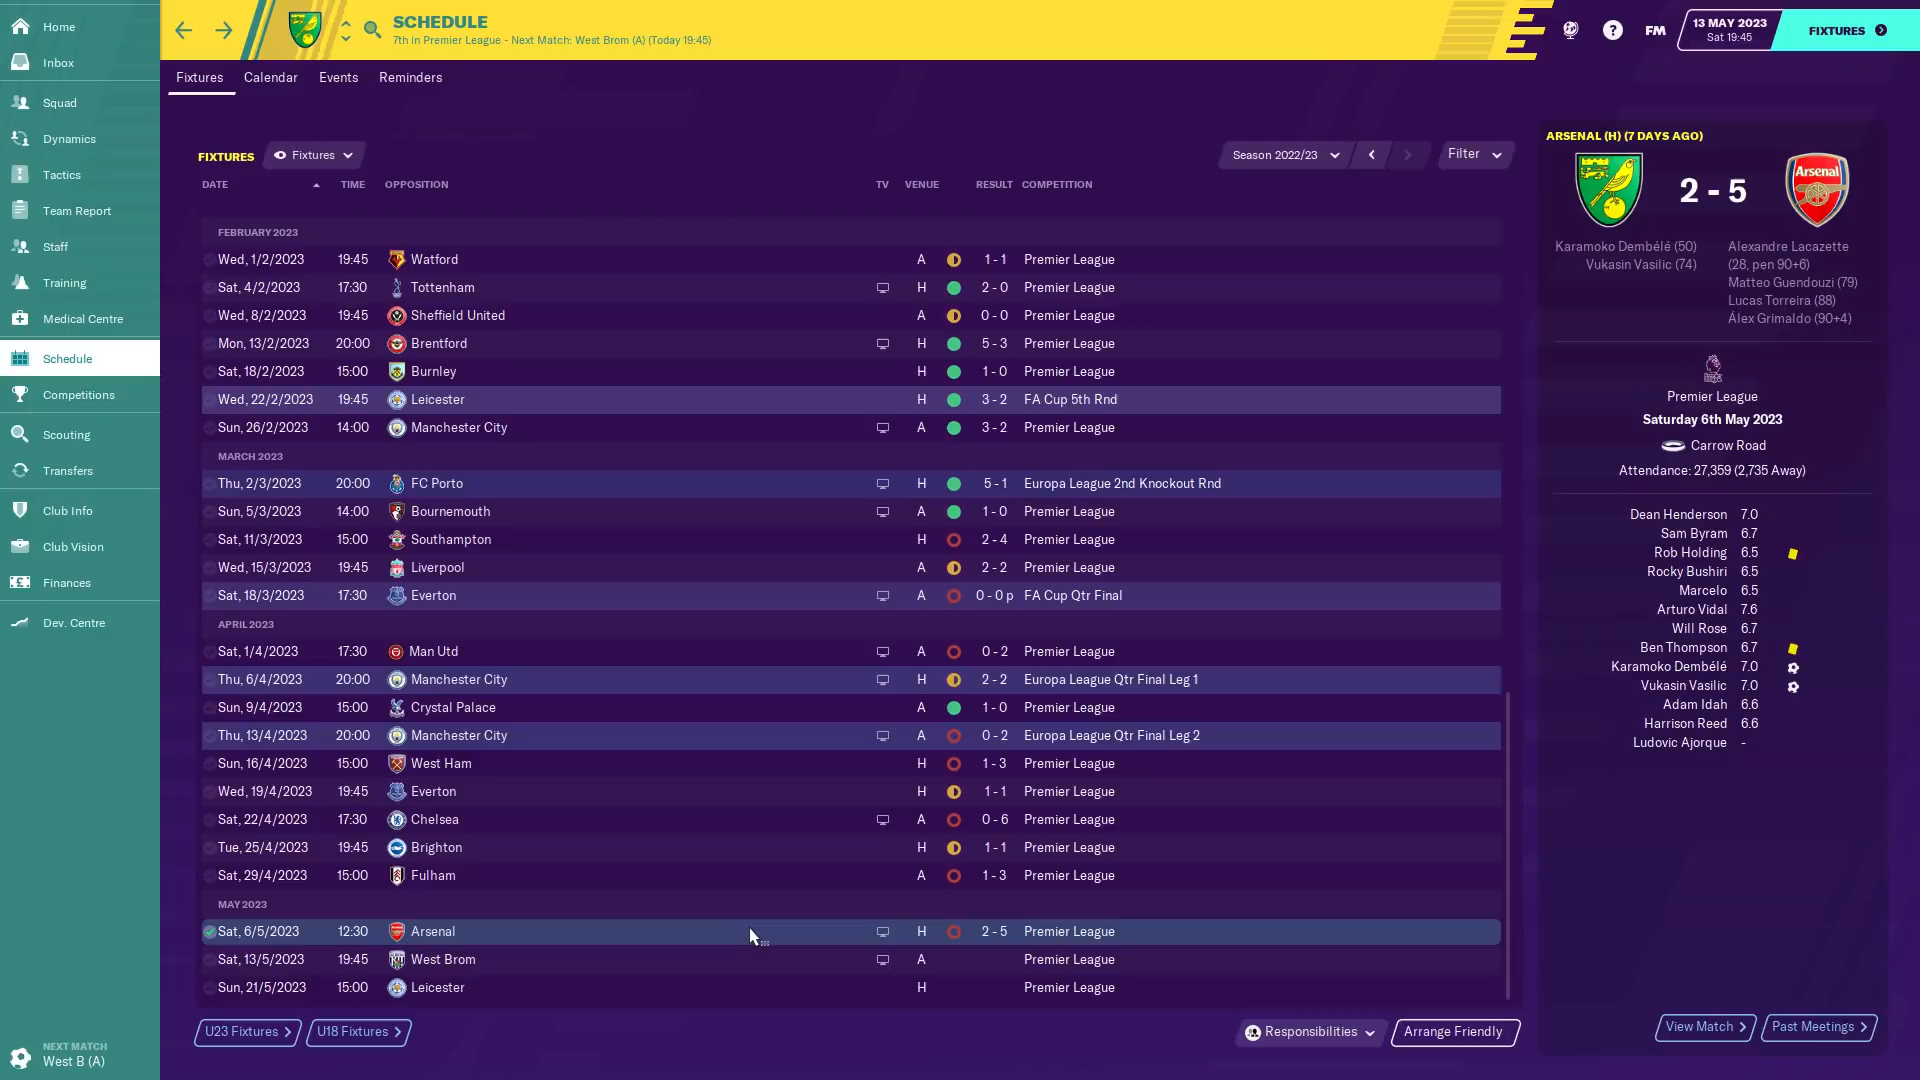 Home
Inbox
Squad
Dynamics
Tactics
Team Report
Staff
Training
Medical Centre
Schedule
Competitions
Scouting
Transfers
Club Info
Club Vision
Finances
Dev. Centre
NEXT MATCH
West B (A)
SCHEDULE
7th in Premier League - Next Match: West Brom (A) (Today 19:45)
FM
13 MAY 2023
Sat 19:45
FIXTURES
Fixtures Calendar Events Reminders
FIXTURES Fixtures Season 2022/23 Filter
DATE TIME OPPOSITION TV VENUE RESULT COMPETITION
FEBRUARY 2023
Wed, 1/2/2023 19:45 Watford A 1 - 1 Premier League
Sat, 4/2/2023 17:30 Tottenham H 2 - 0 Premier League
Wed, 8/2/2023 19:45 Sheffield United A 0 - 0 Premier League
Mon, 13/2/2023 20:00 Brentford H 5 - 3 Premier League
Sat, 18/2/2023 15:00 Burnley H 1 - 0 Premier League
Wed, 22/2/2023 19:45 Leicester H 3 - 2 FA Cup 5th Rnd
Sun, 26/2/2023 14:00 Manchester City A 3 - 2 Premier League
MARCH 2023
Thu, 2/3/2023 20:00 FC Porto H 5 - 1 Europa League 2nd Knockout Rnd
Sun, 5/3/2023 14:00 Bournemouth A 1 - 0 Premier League
Sat, 11/3/2023 15:00 Southampton H 2 - 4 Premier League
Wed, 15/3/2023 19:45 Liverpool A 2 - 2 Premier League
Sat, 18/3/2023 17:30 Everton A 0 - 0 p FA Cup Qtr Final
APRIL 2023
Sat, 1/4/2023 17:30 Man Utd A 0 - 2 Premier League
Thu, 6/4/2023 20:00 Manchester City H 2 - 2 Europa League Qtr Final Leg 1
Sun, 9/4/2023 15:00 Crystal Palace A 1 - 0 Premier League
Thu, 13/4/2023 20:00 Manchester City A 0 - 2 Europa League Qtr Final Leg 2
Sun, 16/4/2023 15:00 West Ham H 1 - 3 Premier League
Wed, 19/4/2023 19:45 Everton H 1 - 1 Premier League
Sat, 22/4/2023 17:30 Chelsea A 0 - 6 Premier League
Tue, 25/4/2023 19:45 Brighton H 1 - 1 Premier League
Sat, 29/4/2023 15:00 Fulham A 1 - 3 Premier League
MAY 2023
Sat, 6/5/2023 12:30 Arsenal H 2 - 5 Premier League
Sat, 13/5/2023 19:45 West Brom A Premier League
Sun, 21/5/2023 15:00 Leicester H Premier League
U23 Fixtures U18 Fixtures Responsibilities Arrange Friendly
ARSENAL (H) (7 DAYS AGO)
2 - 5
Arsenal
Karamoko Dembélé (50)
Vukasin Vasilic (74)
Alexandre Lacazette
(28, pen 90+6)
Matteo Guendouzi (79)
Lucas Torreira (88)
Álex Grimaldo (90+4)
Premier League
Saturday 6th May 2023
Carrow Road
Attendance: 27,359 (2,735 Away)
Dean Henderson 7.0
Sam Byram 6.7
Rob Holding 6.5
Rocky Bushiri 6.5
Marcelo 6.5
Arturo Vidal 7.6
Will Rose 6.7
Ben Thompson 6.7
Karamoko Dembélé 7.0
Vukasin Vasilic 7.0
Adam Idah 6.6
Harrison Reed 6.6
Ludovic Ajorque -
View Match Past Meetings